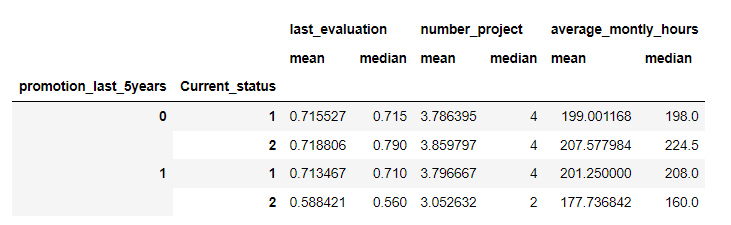 last_evaluation number_project average_montly_hours
mean median mean median mean median
promotion_last_5years Current_status
0 1 0.715527 0.715 3.786395 4 199.001168 198.0
2 0.718806 0.790 3.859797 4 207.577984 224.5
1 1 0.713467 0.710 3.796667 4 201.250000 208.0
2 0.588421 0.560 3.052632 2 177.736842 160.0